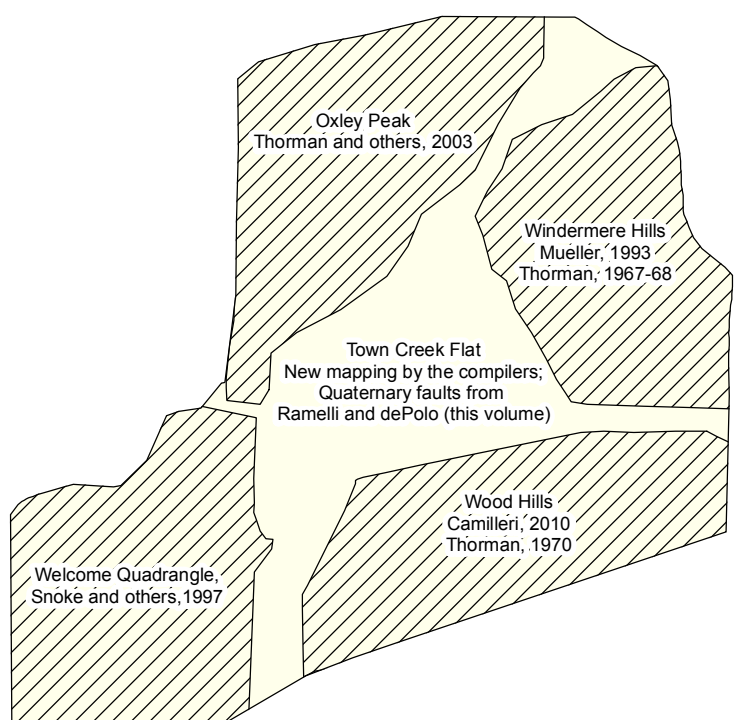 Oxley Peak
Thorman and others, 2003
Windermere Hills
Mueller, 1993
Thorman, 1967-68
Town Creek Flat
New mapping by the compilers;
Quaternary faults from
Ramelli and dePolo (this volume)
Wood Hills
Camilleri, 2010
Thorman, 1970
Welcome Quadrangle,
Snoke and others,1997